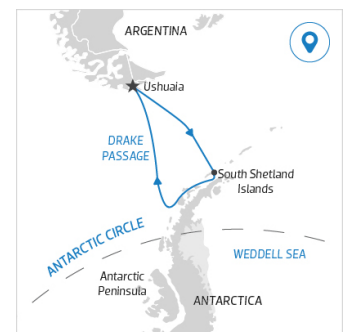 ARGENTINA
Ushuaia
DRAKE
PASSAGE
South Shetland
Islands
ANTARCTIC CIRCLE
WEDDELL SEA
Antarctic
Peninsula
ANTARCTICA